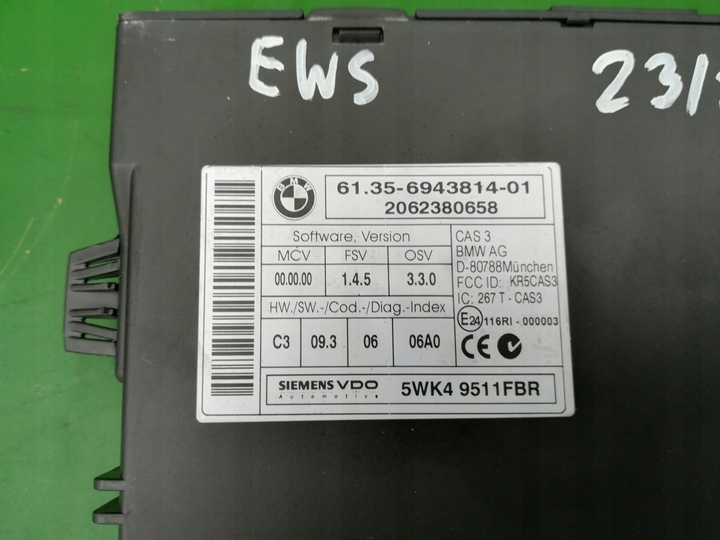 EWS
23/
BMW
61.35-6943814-01
2062380658
Software, Version
MCV FSV OSV
00.00.00 1.4.5 3.3.0
HW./SW.-/Cod.-/Diag.-Index
C3 09.3 06 06A0
CAS 3
BMW AG
D-80788München
FCC ID: KR5CAS3
IC: 267 T - CAS3
E24 116RI - 000003
CE
SIEMENS VDO
Automotive
5WK4 9511FBR